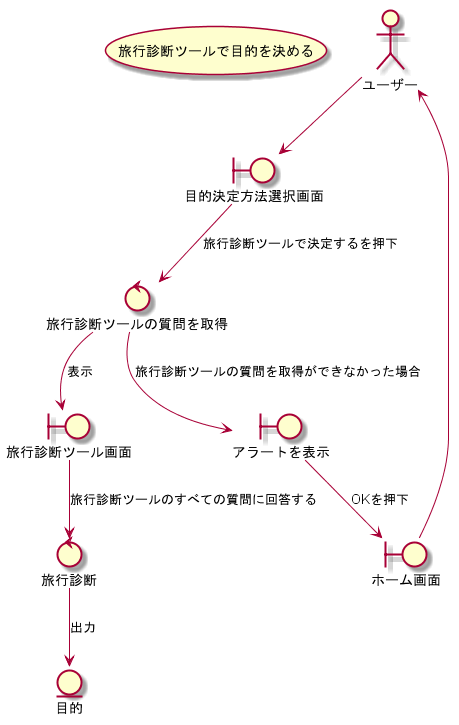 旅行診断ツールで目的を決める
ユーザー
目的決定方法選択画面
旅行診断ツールで決定するを押下
旅行診断ツールの質問を取得
表示
旅行診断ツールの質問を取得ができなかった場合
旅行診断ツール画面
アラートを表示
旅行診断ツールのすべての質問に回答する
OKを押下
旅行診断
ホーム画面
出力
目的